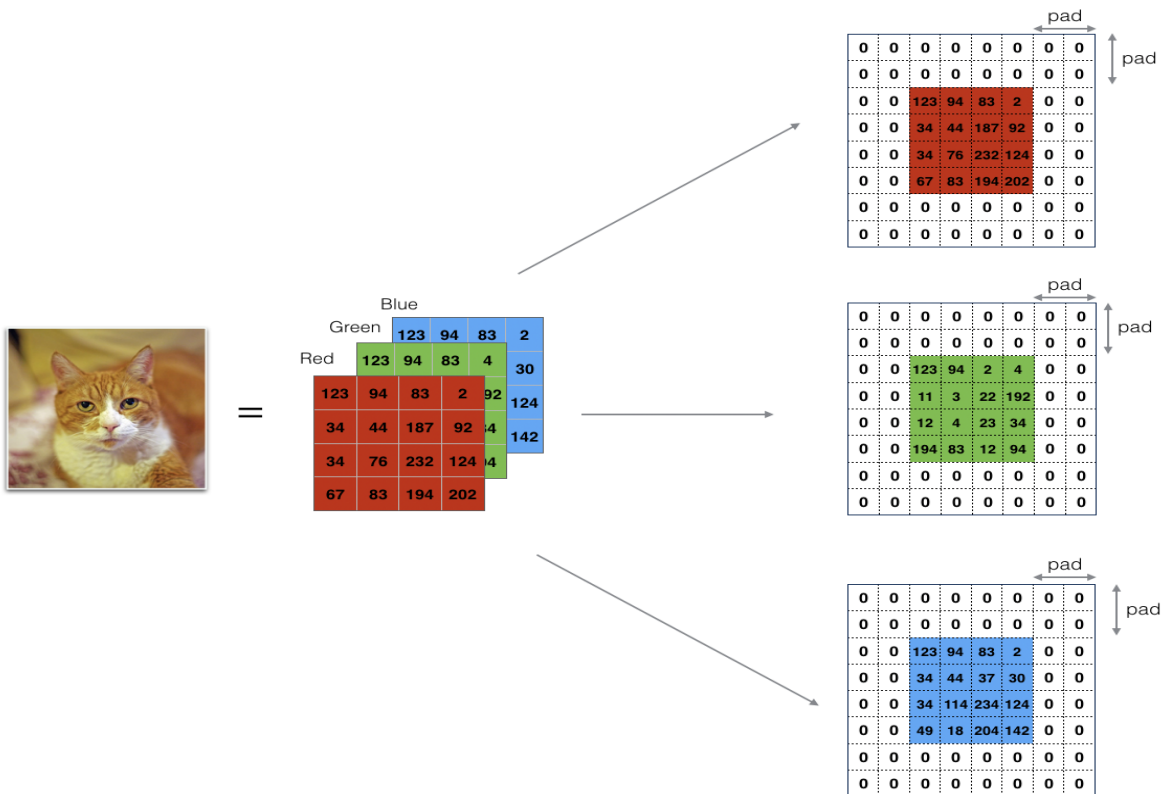 Blue
123 94 83 2
Green
123 94 83 4
30
Red
123 94 83 2
92
124
34 44 187 92
84
142
34 76 232 124
94
67 83 194 202
=
pad
pad
0 0 0 0 0 0 0 0
0 0 0 0 0 0 0 0
0 0 123 94 83 2 0 0
0 0 34 44 187 92 0 0
0 0 34 76 232 124 0 0
0 0 67 83 194 202 0 0
0 0 0 0 0 0 0 0
0 0 0 0 0 0 0 0
pad
pad
0 0 0 0 0 0 0 0
0 0 0 0 0 0 0 0
0 0 123 94 2 4 0 0
0 0 11 3 22 192 0 0
0 0 12 4 23 34 0 0
0 0 194 83 12 94 0 0
0 0 0 0 0 0 0 0
0 0 0 0 0 0 0 0
pad
pad
0 0 0 0 0 0 0 0
0 0 0 0 0 0 0 0
0 0 123 94 83 2 0 0
0 0 34 44 37 30 0 0
0 0 34 114 234 124 0 0
0 0 49 18 204 142 0 0
0 0 0 0 0 0 0 0
0 0 0 0 0 0 0 0